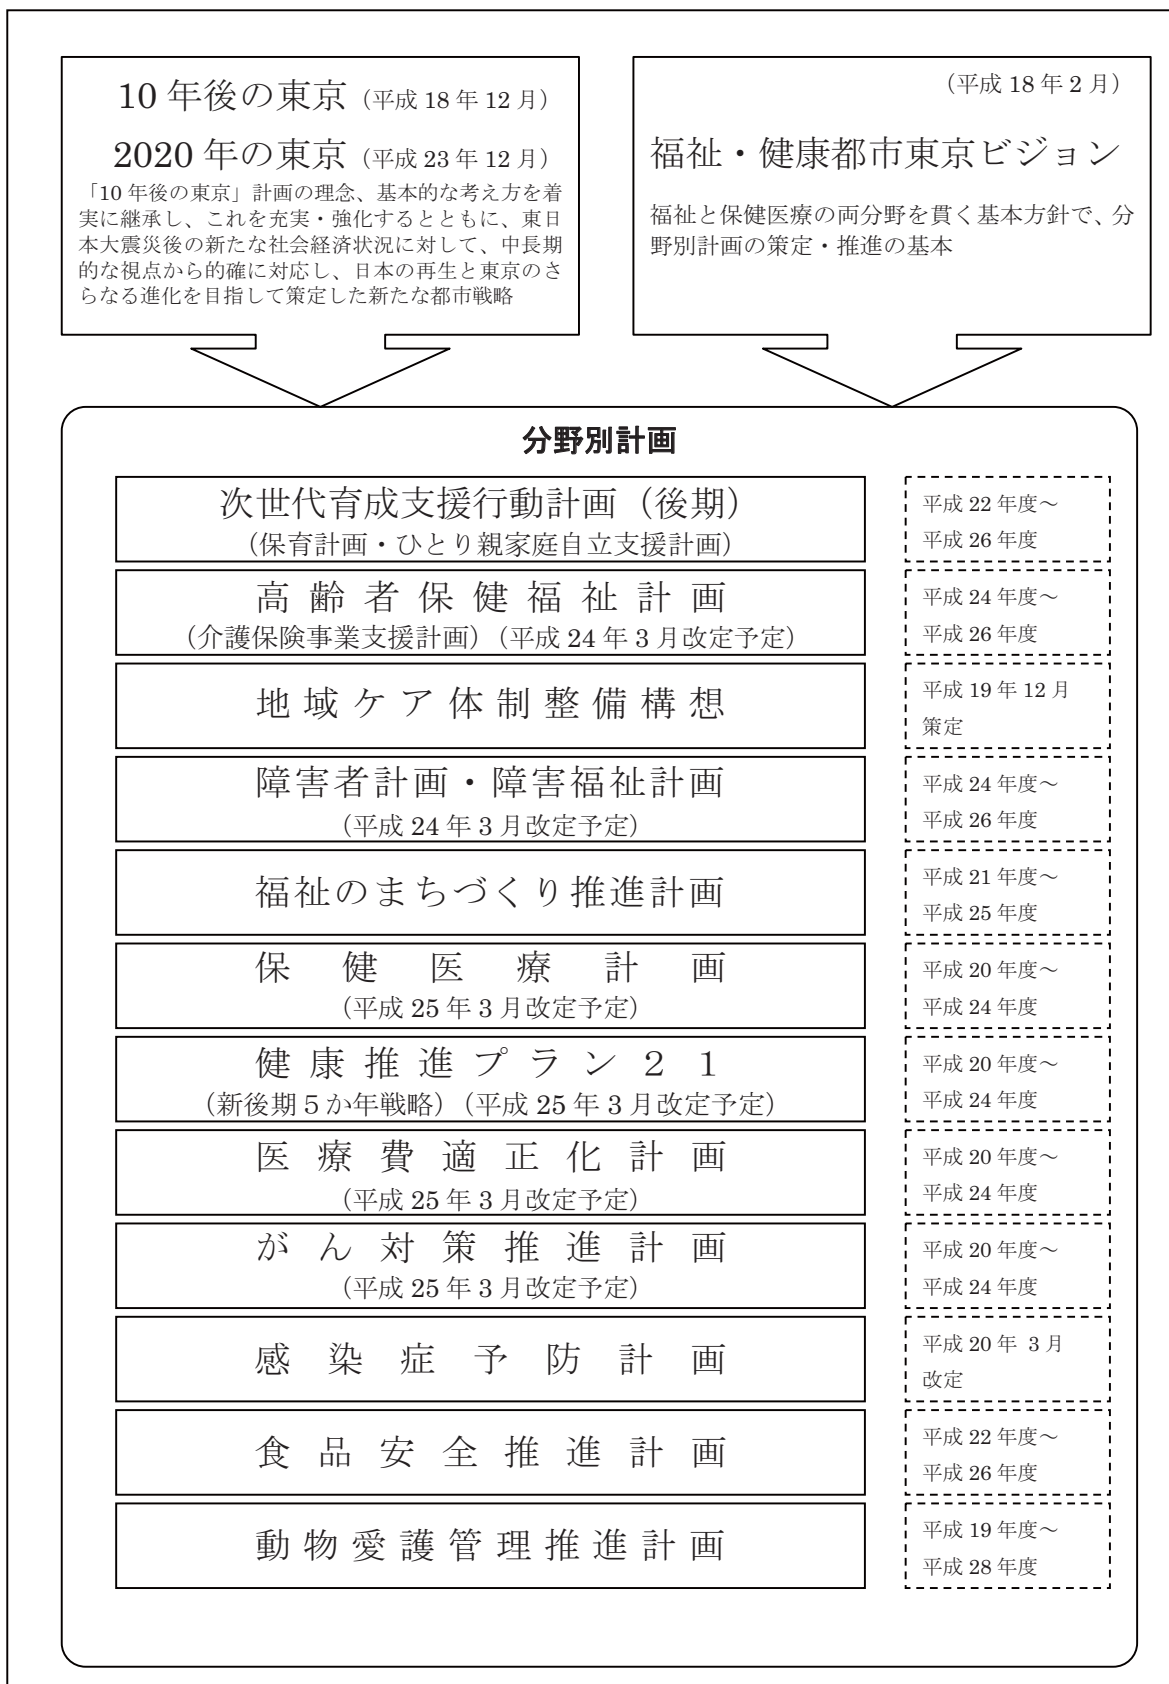 10 年後の東京（平成 18 年 12 月）
2020 年の東京（平成 23 年 12 月）
「10 年後の東京」計画の理念、基本的な考え方を着
実に継承し、これを充実・強化するとともに、東日
本大震災後の新たな社会経済状況に対して、中長期
的な視点から的確に対応し、日本の再生と東京のさ
らなる進化を目指して策定した新たな都市戦略
（平成 18 年 2 月）
福祉・健康都市東京ビジョン
福祉と保健医療の両分野を貫く基本方針で、分
野別計画の策定・推進の基本
分野別計画
次世代育成支援行動計画（後期）
（保育計画・ひとり親家庭自立支援計画）
平成 22 年度～
平成 26 年度
高齢者保健福祉計画
（介護保険事業支援計画）（平成 24 年 3 月改定予定）
平成 24 年度～
平成 26 年度
地域ケア体制整備構想
平成 19 年 12 月
策定
障害者計画・障害福祉計画
（平成 24 年 3 月改定予定）
平成 24 年度～
平成 26 年度
福祉のまちづくり推進計画
平成 21 年度～
平成 25 年度
保健医療計画
（平成 25 年 3 月改定予定）
平成 20 年度～
平成 24 年度
健康推進プラン２１
（新後期５か年戦略）（平成 25 年 3 月改定予定）
平成 20 年度～
平成 24 年度
医療費適正化計画
（平成 25 年 3 月改定予定）
平成 20 年度～
平成 24 年度
がん対策推進計画
（平成 25 年 3 月改定予定）
平成 20 年度～
平成 24 年度
感染症予防計画
平成 20 年 3 月
改定
食品安全推進計画
平成 22 年度～
平成 26 年度
動物愛護管理推進計画
平成 19 年度～
平成 28 年度